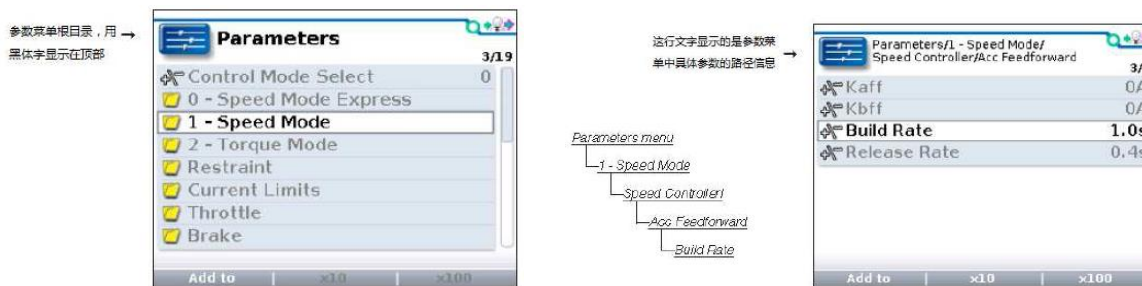 参数菜单根目录，用
黑体字显示在顶部
Parameters
3/19
Control Mode Select 0
0 - Speed Mode Express
1 - Speed Mode
2 - Torque Mode
Restraint
Current Limits
Throttle
Brake
Add to x10 x100
这行文字显示的是参数菜
单中具体参数的路径信息
Parameters menu
1 - Speed Mode
Speed Controllerl
Acc Feedforward
Build Rate
Parameters/1 - Speed Mode/
Speed Controller/Acc Feedforward
3/
Kaff 0A
Kbff 0A
Build Rate 1.0s
Release Rate 0.4s
Add to x10 x100